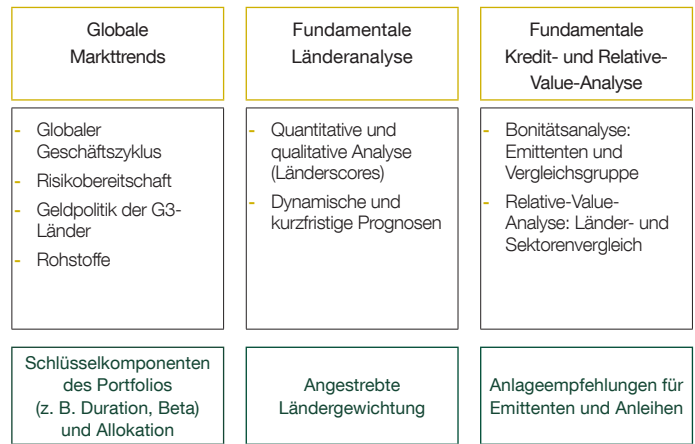 Globale
Markttrends
- Globaler
Geschäftszyklus
- Risikobereitschaft
- Geldpolitik der G3-
Länder
- Rohstoffe
Schlüsselkomponenten
des Portfolios
(z. B. Duration, Beta)
und Allokation
Fundamentale
Länderanalyse
- Quantitative und
qualitative Analyse
(Länderscores)
- Dynamische und
kurzfristige Prognosen
Angestrebte
Ländergewichtung
Fundamentale
Kredit- und Relative-
Value-Analyse
- Bonitätsanalyse:
Emittenten und
Vergleichsgruppe
- Relative-Value-
Analyse: Länder- und
Sektorenvergleich
Anlageempfehlungen für
Emittenten und Anleihen